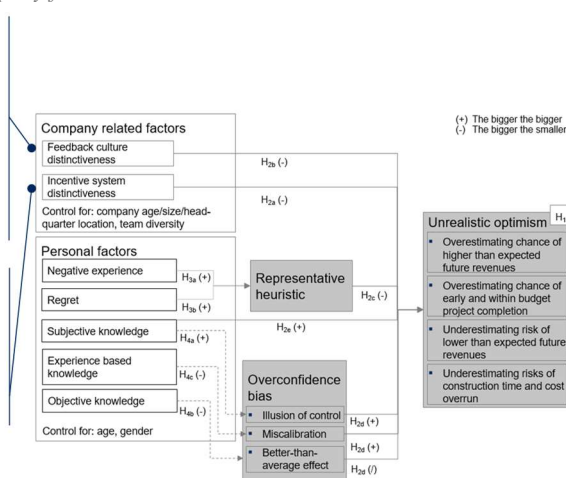 (+) The bigger the bigger
(-) The bigger the smaller
Company related factors
Feedback culture
distinctiveness
H2b (-)
Incentive system
distinctiveness
H2a (-)
Control for: company age/size/head-
quarter location, team diversity
Personal factors
Negative experience
H3a (+)
Regret
H3b (+)
Representative
heuristic
H2c (-)
H2e (+)
Subjective knowledge
H4a (+)
Experience based
knowledge
H4c (-)
Objective knowledge
H4b (-)
Control for: age, gender
Overconfidence
bias
Illusion of control
H2d (+)
Miscalibration
H2d (+)
Better-than-
average effect
H2d (/)
H1
Unrealistic optimism
Overestimating chance of
higher than expected
future revenues
Overestimating chance of
early and within budget
project completion
Underestimating risk of
lower than expected future
revenues
Underestimating risks of
construction time and cost
overrun